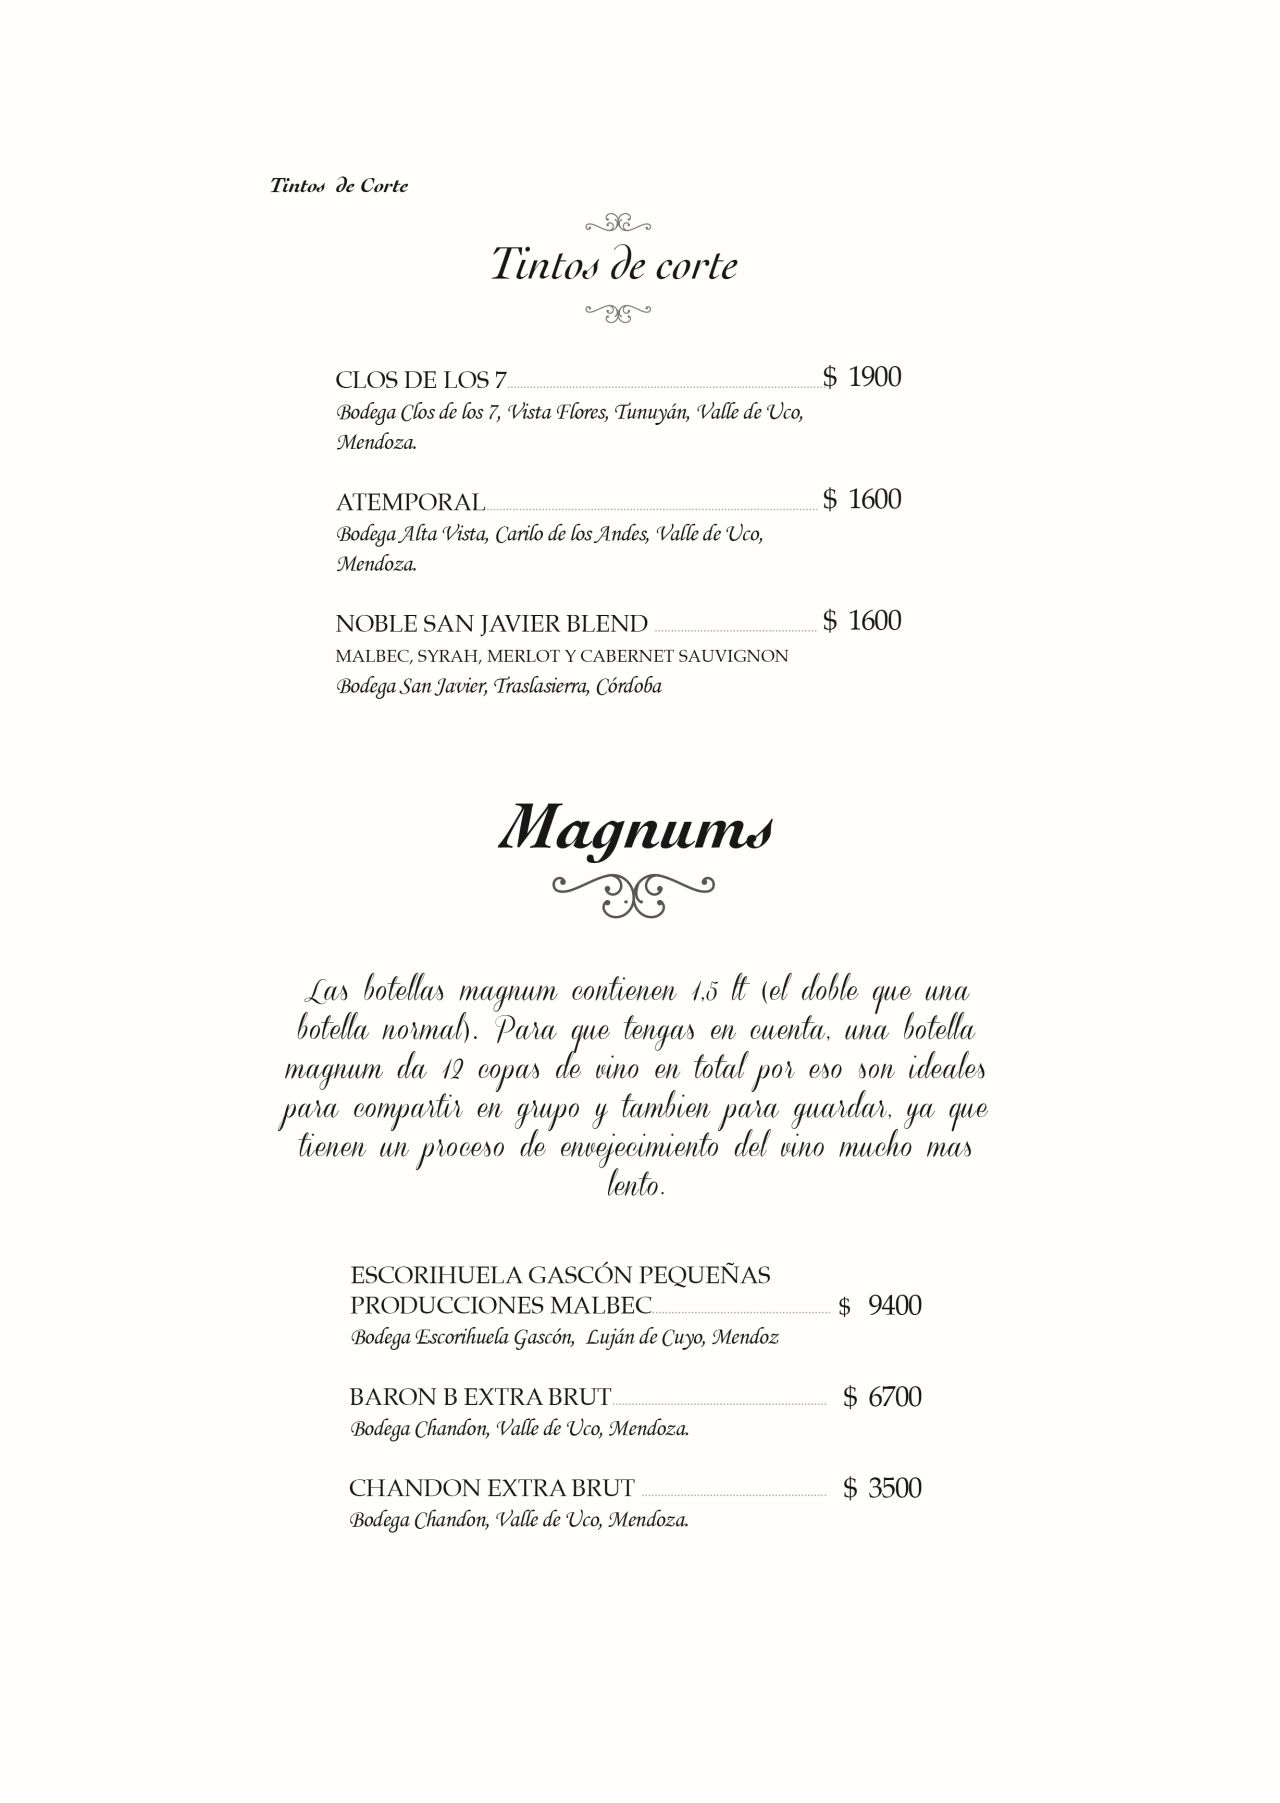 Tintos de Corte
Tintos de corte
CLOS DE LOS 7 $ 1900
Bodega Clos de los 7, Vista Flores, Tunuyán, Valle de Uco,
Mendoza.
ATEMPORAL $ 1600
Bodega Alta Vista, Carilo de los Andes, Valle de Uco,
Mendoza.
NOBLE SAN JAVIER BLEND $ 1600
MALBEC, SYRAH, MERLOT Y CABERNET SAUVIGNON
Bodega San Javier, Traslasierra, Córdoba
Magnums
Las botellas magnum contienen 1,5 lt (el doble que una
botella normal). Para que tengas en cuenta, una botella
magnum da 12 copas de vino en total por eso son ideales
para compartir en grupo y tambien para guardar, ya que
tienen un proceso de envejecimiento del vino mucho mas
lento.
ESCORIHUELA GASCÓN PEQUEÑAS
PRODUCCIONES MALBEC $ 9400
Bodega Escorihuela Gascón, Luján de Cuyo, Mendoz
BARON B EXTRA BRUT $ 6700
Bodega Chandon, Valle de Uco, Mendoza.
CHANDON EXTRA BRUT $ 3500
Bodega Chandon, Valle de Uco, Mendoza.